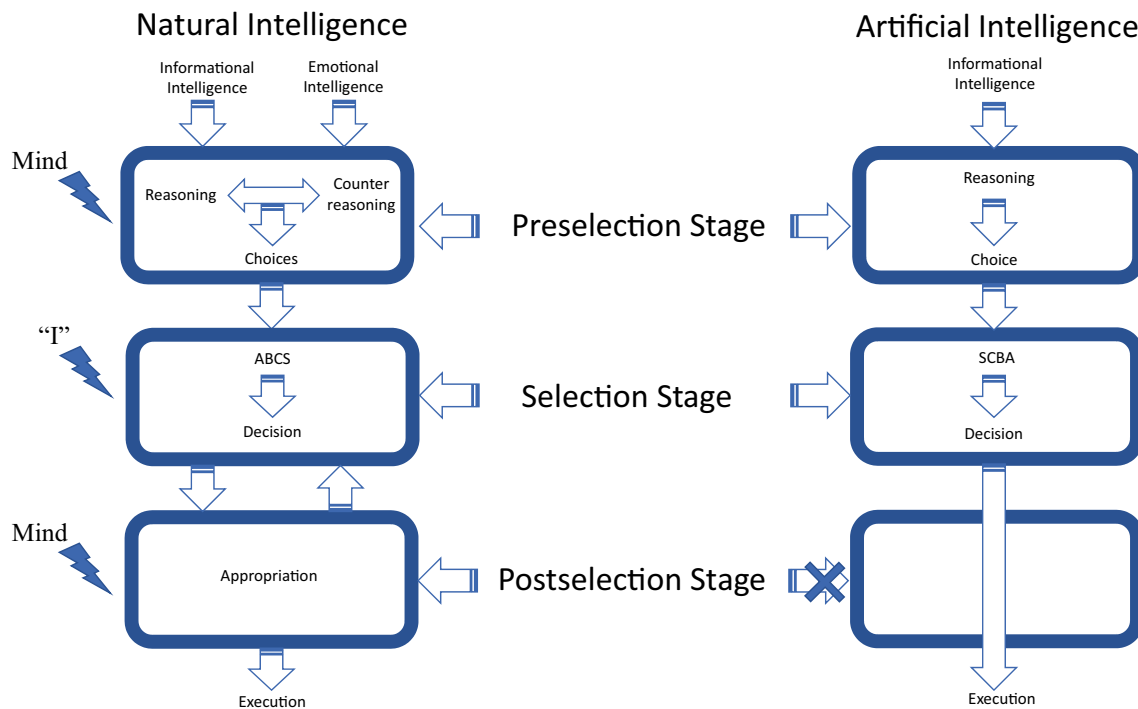 Natural Intelligence
Artificial Intelligence
Informational
Intelligence
Emotional
Intelligence
Informational
Intelligence
Mind
Reasoning
Counter
reasoning
Choices
Preselection Stage
Reasoning
Choice
“I”
ABCS
Decision
Selection Stage
SCBA
Decision
Mind
Appropriation
Postselection Stage
Execution
Execution